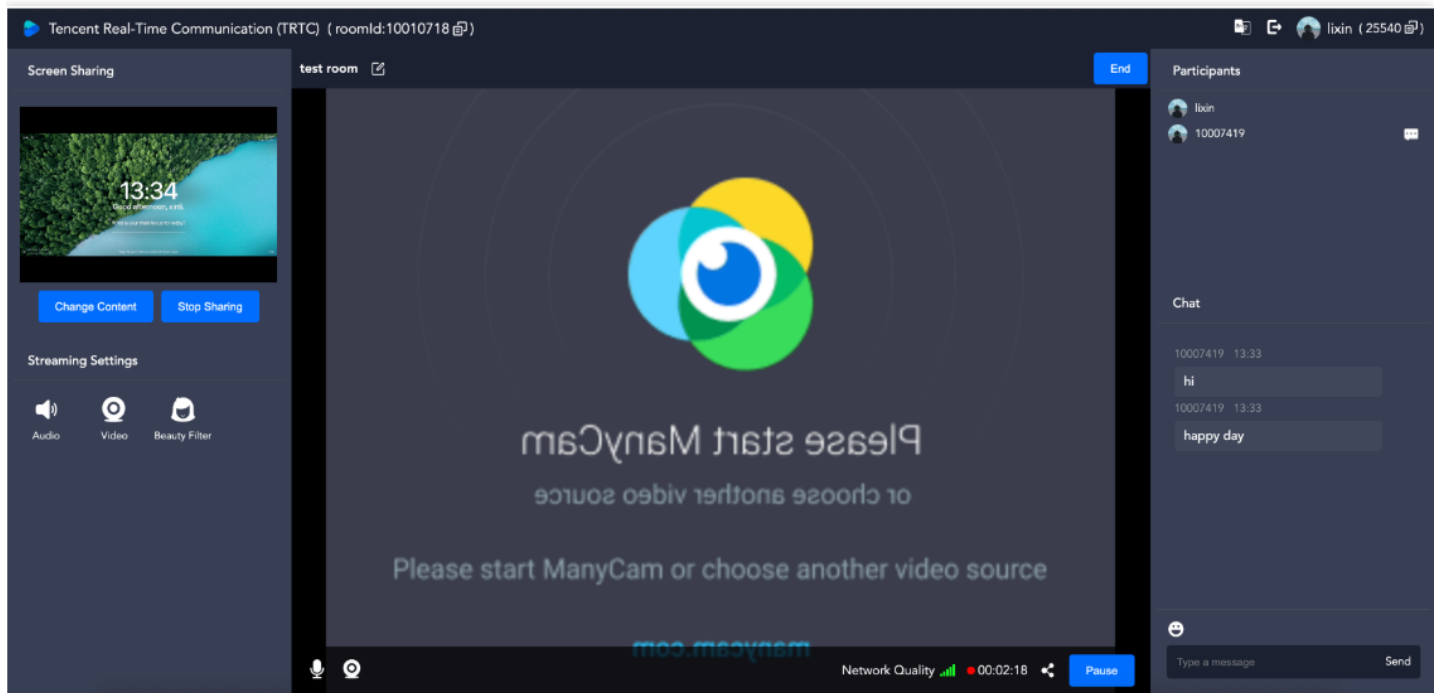 Tencent Real-Time Communication (TRTC) (roomId:10010718)
lixin (25540)
Screen Sharing
13:34
Good afternoon, xinli.
Change Content
Stop Sharing
Streaming Settings
Audio
Video
Beauty Filter
test room
End
Please start ManyCam
or choose another video source
Please start ManyCam or choose another video source
manycam.com
Network Quality
00:02:18
Pause
Participants
lixin
10007419
Chat
10007419 13:33
hi
10007419 13:33
happy day
Type a message
Send